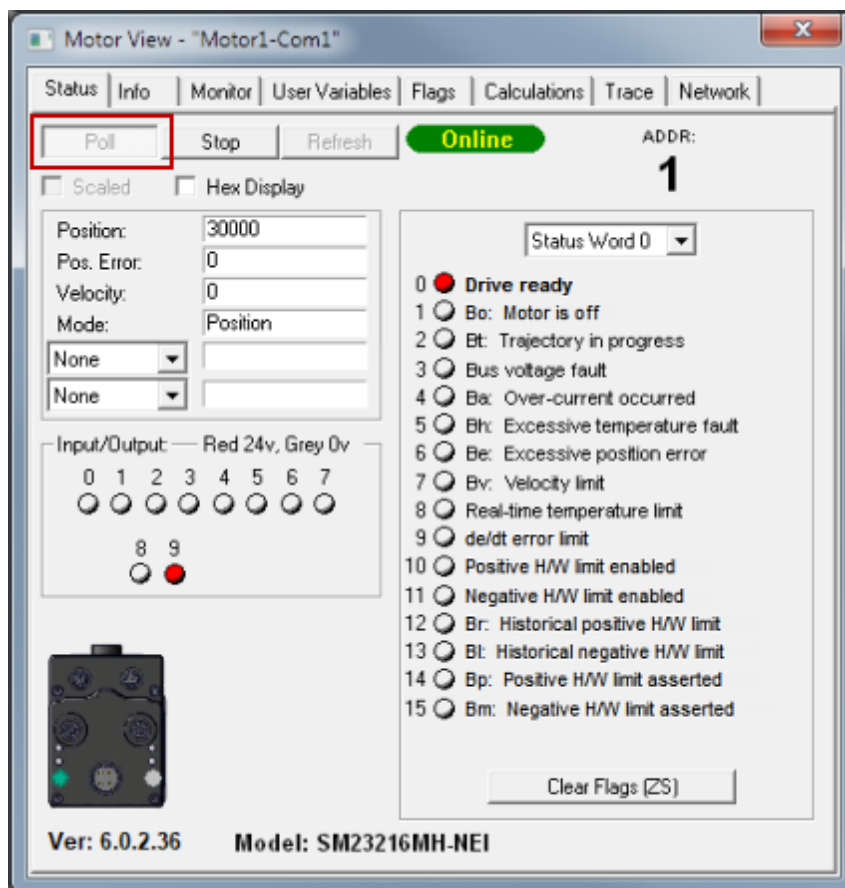 Motor View - "Motor1-Com1"
Status Info Monitor User Variables Flags Calculations Trace Network
Poll Stop Refresh Online ADDR:
1
Scaled Hex Display
Position: 30000
Pos. Error: 0
Velocity: 0
Mode: Position
None
None
Input/Output: Red 24v, Grey 0v
0 1 2 3 4 5 6 7
8 9
Status Word 0
0 Drive ready
1 Bo: Motor is off
2 Bt: Trajectory in progress
3 Bus voltage fault
4 Ba: Over-current occurred
5 Bh: Excessive temperature fault
6 Be: Excessive position error
7 Bv: Velocity limit
8 Real-time temperature limit
9 de/dt error limit
10 Positive H/W limit enabled
11 Negative H/W limit enabled
12 Br: Historical positive H/W limit
13 Bl: Historical negative H/W limit
14 Bp: Positive H/W limit asserted
15 Bm: Negative H/W limit asserted
Clear Flags (ZS)
Ver: 6.0.2.36 Model: SM23216MH-NEI